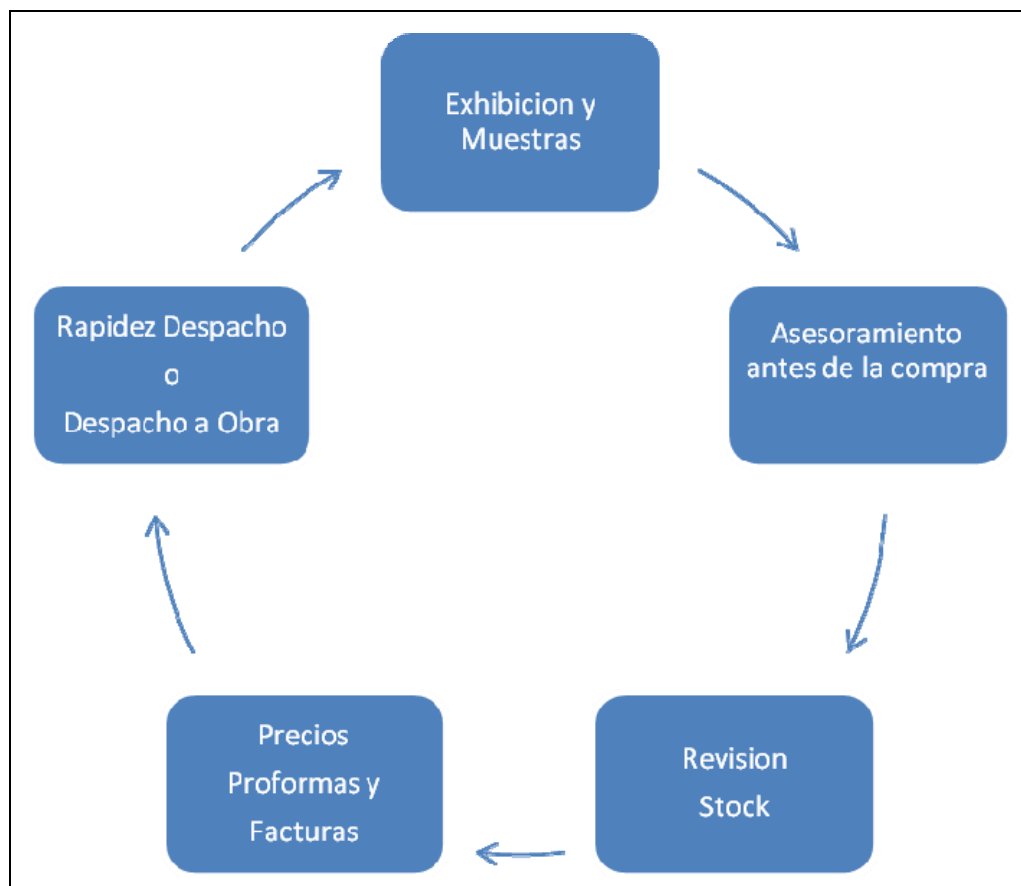 Exhibicion y
Muestras
Asesoramiento
antes de la compra
Revision
Stock
Precios
Proformas y
Facturas
Rapidez Despacho
o
Despacho a Obra